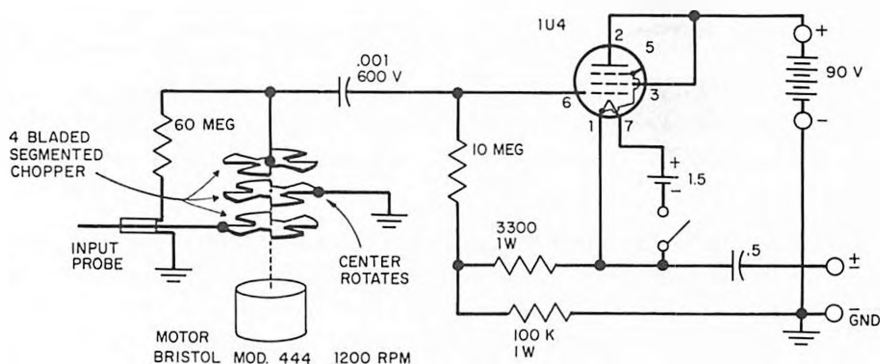 1U4
2
5
6
3
1
7
+
90 V
−
.001
600 V
60 MEG
4 BLADED
SEGMENTED
CHOPPER
10 MEG
+
−
1.5
INPUT
PROBE
CENTER
ROTATES
3300
1W
.5
±
100 K
1W
− GND
MOTOR
BRISTOL MOD. 444 1200 RPM